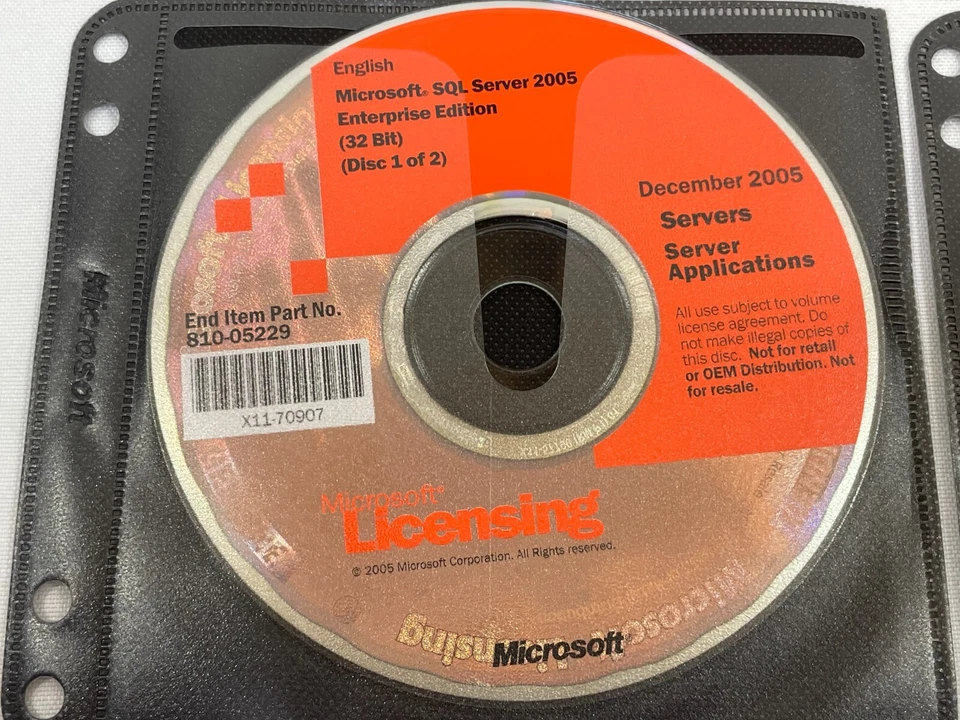 English
Microsoft® SQL Server 2005
Enterprise Edition
(32 Bit)
(Disc 1 of 2)
December 2005
Servers
Server
Applications
All use subject to volume
license agreement. Do
not make illegal copies of
this disc. Not for retail
or OEM Distribution. Not
for resale.
End Item Part No.
810-05229
X11-70907
Microsoft®
Licensing
© 2005 Microsoft Corporation. All Rights reserved.
Microsoft
Microsoft